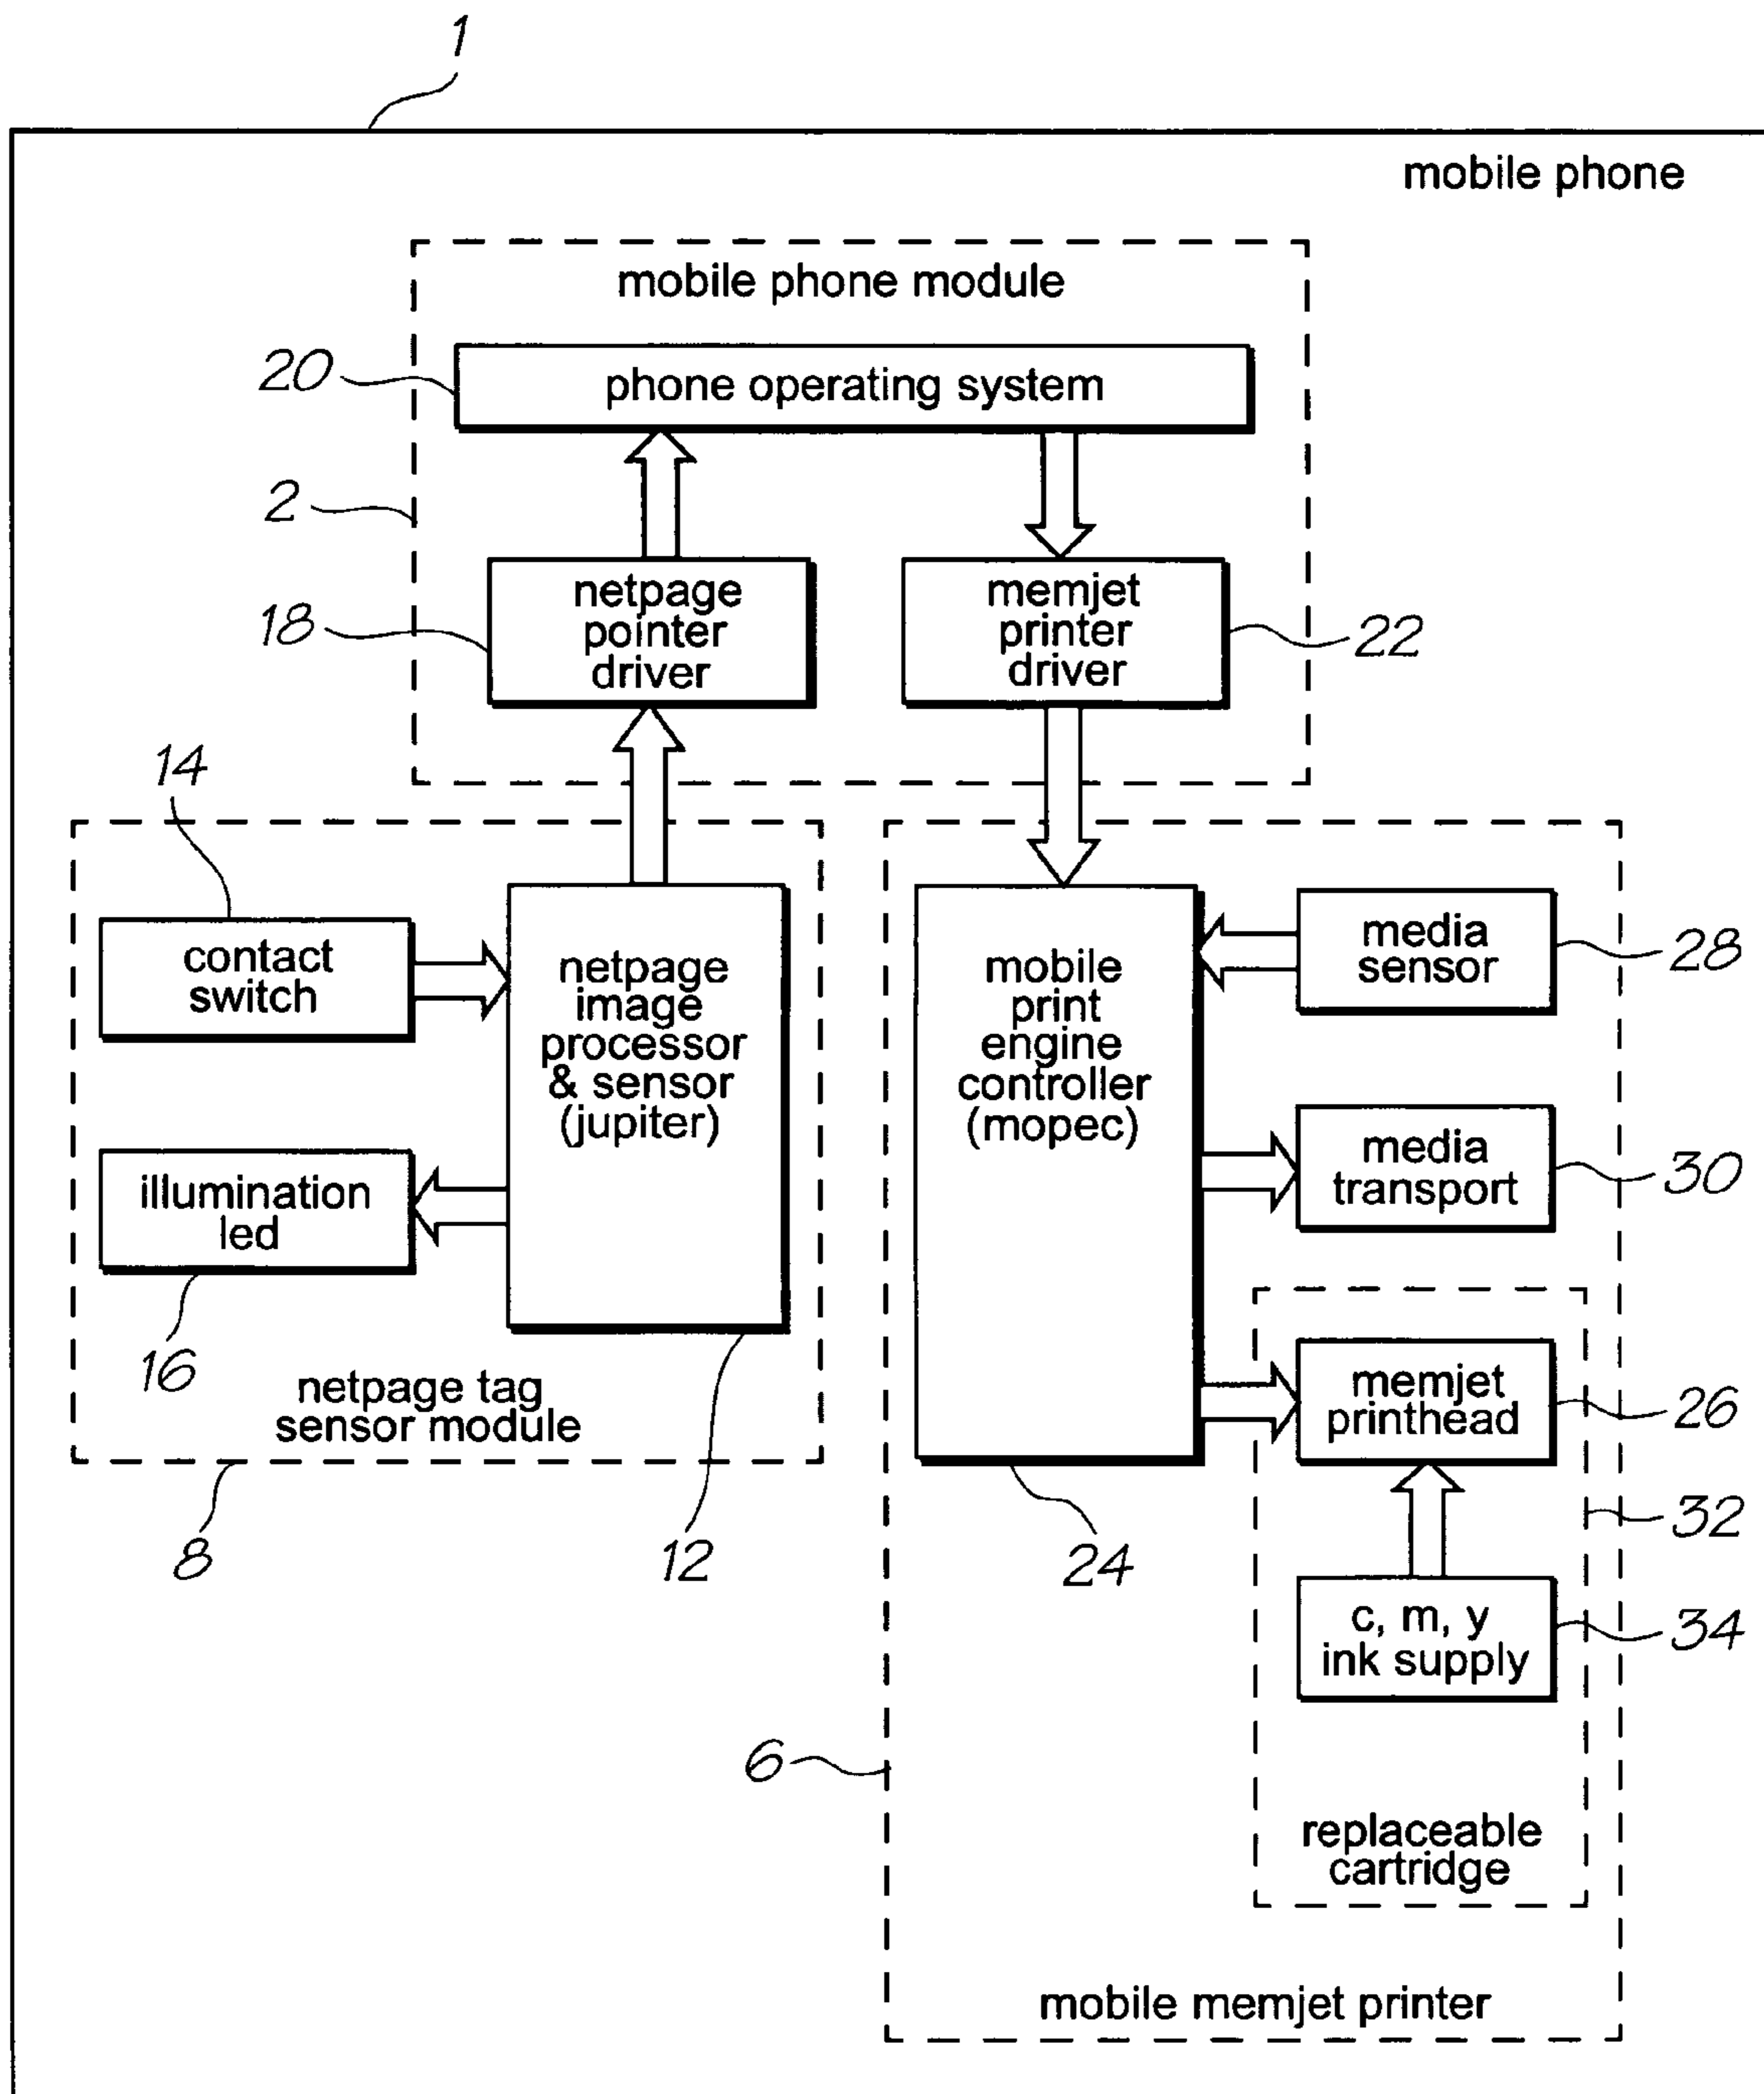 1
mobile phone
mobile phone module
20
phone operating system
2
netpage
pointer
driver
18
memjet
printer
driver
22
14
contact
switch
netpage
image
processor
& sensor
(jupiter)
illumination
led
16
netpage tag
sensor module
8
12
mobile
print
engine
controller
(mopec)
24
media
sensor
28
media
transport
30
memjet
printhead
26
32
c, m, y
ink supply
34
6
replaceable
cartridge
mobile memjet printer